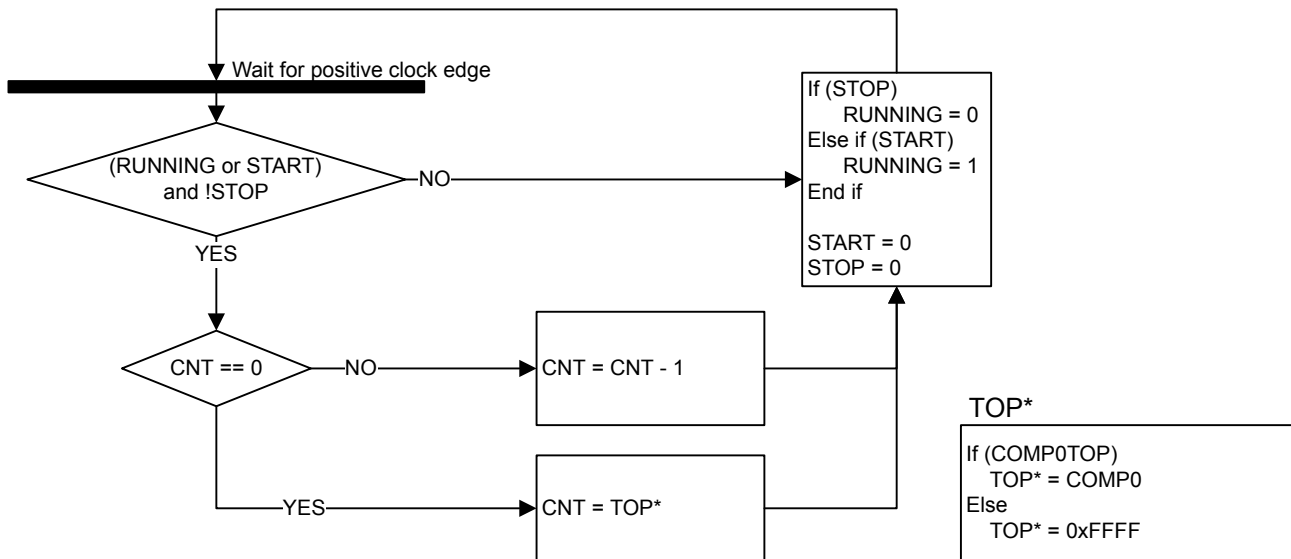 Wait for positive clock edge
(RUNNING or START)
and !STOP
NO
If (STOP)
RUNNING = 0
Else if (START)
RUNNING = 1
End if
START = 0
STOP = 0
YES
CNT == 0
NO
CNT = CNT - 1
YES
CNT = TOP*
TOP*
If (COMP0TOP)
TOP* = COMP0
Else
TOP* = 0xFFFF